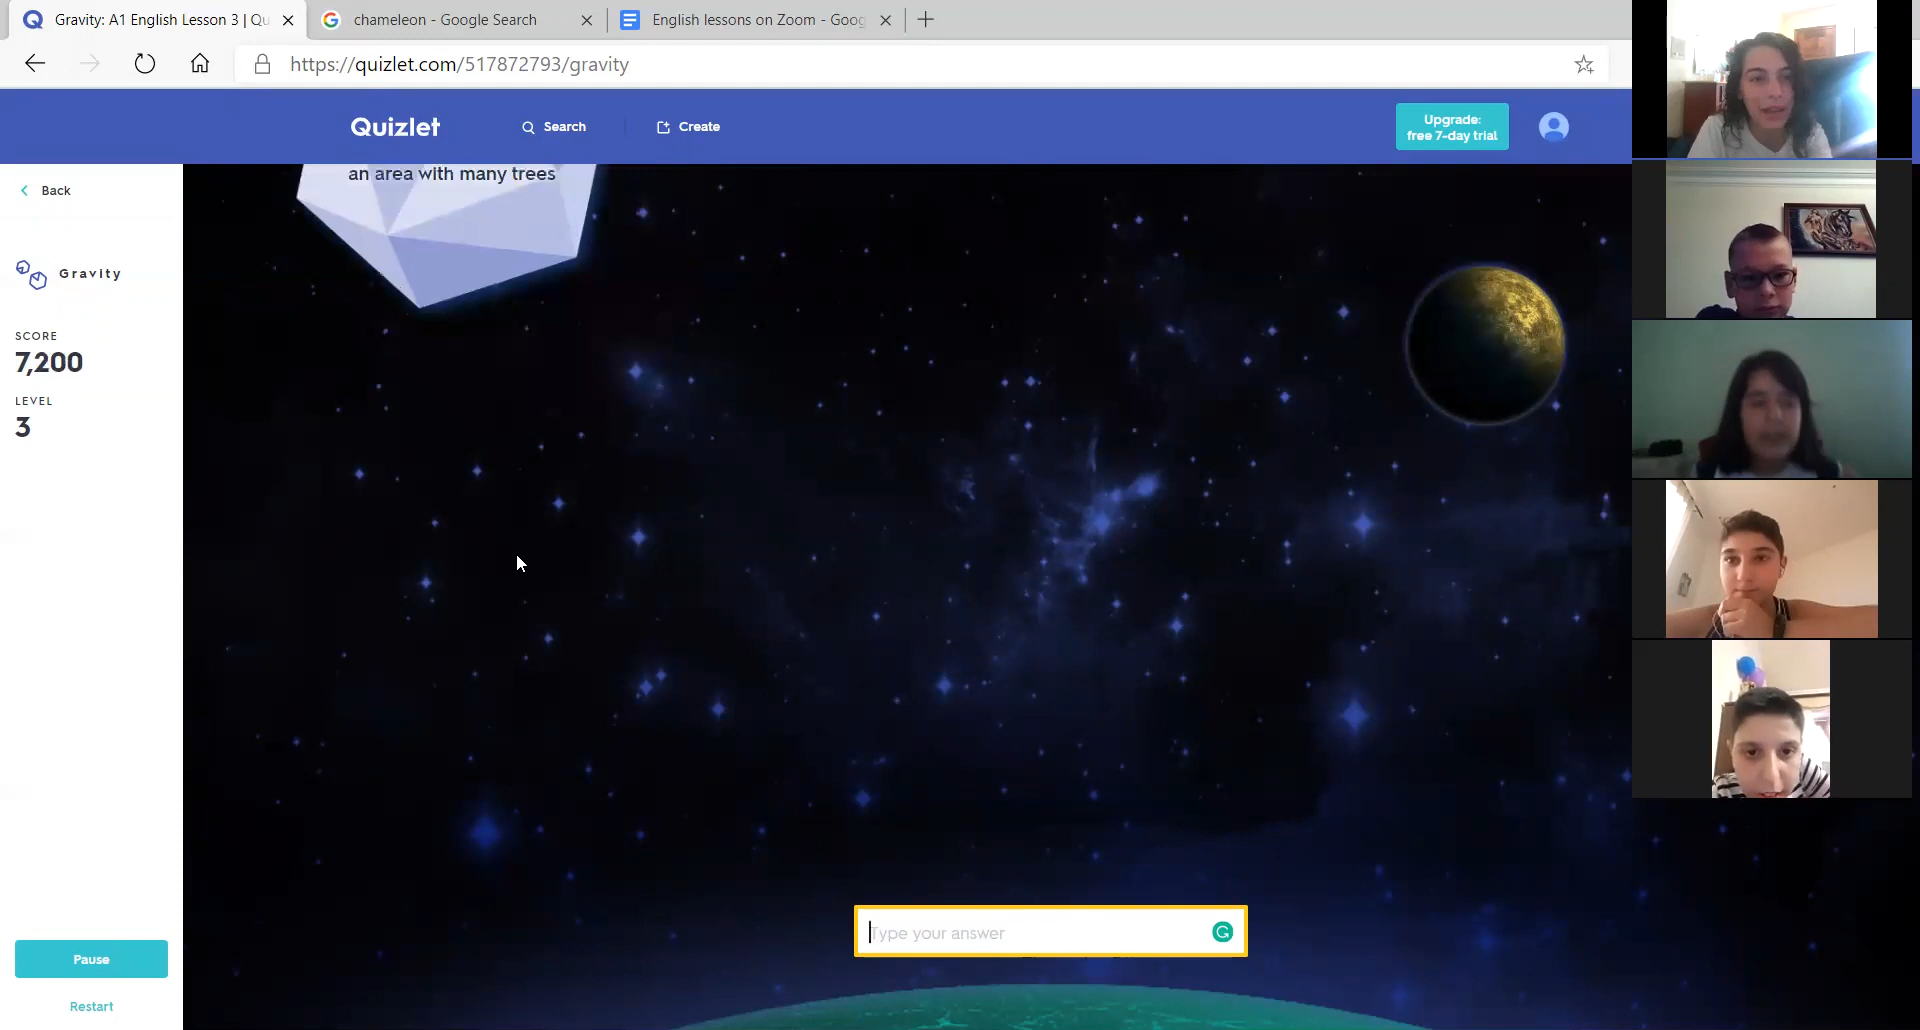 Gravity: A1 English Lesson 3 | Qu
chameleon - Google Search
English lessons on Zoom - Goog
https://quizlet.com/517872793/gravity
Quizlet
Search
Create
Upgrade:
free 7-day trial
Back
an area with many trees
Gravity
SCORE
7,200
LEVEL
3
Type your answer
Pause
Restart